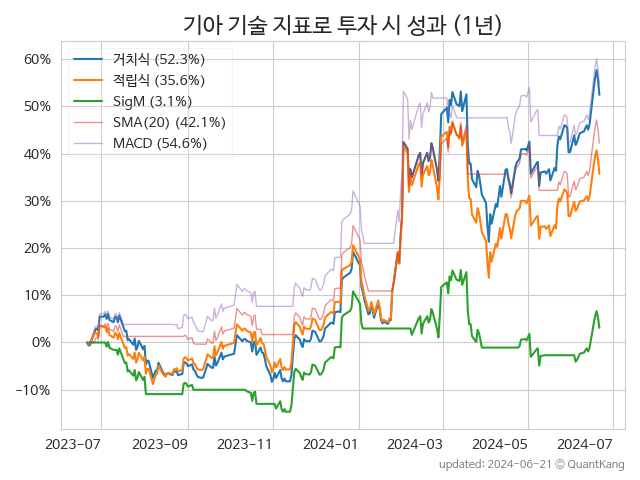 기아 기술 지표로 투자 시 성과 (1년)
거치식 (52.3%)
적립식 (35.6%)
SigM (3.1%)
SMA(20) (42.1%)
MACD (54.6%)
60%
50%
40%
30%
20%
10%
0%
−10%
2023-07 2023-09 2023-11 2024-01 2024-03 2024-05 2024-07
updated: 2024-06-21 © QuantKang